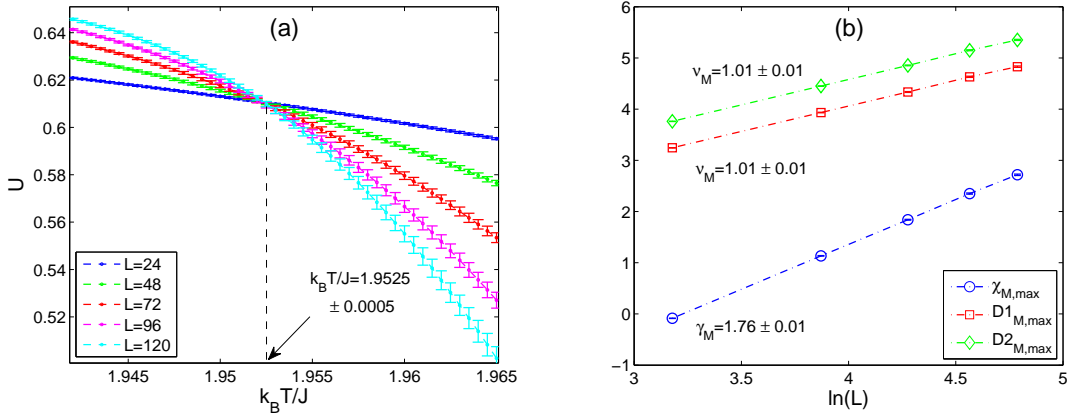 (a)
U
0.64
0.62
0.6
0.58
0.56
0.54
0.52
L=24
L=48
L=72
L=96
L=120
k_BT/J=1.9525
± 0.0005
1.945
1.95
1.955
1.96
1.965
k_BT/J
(b)
6
5
4
3
2
1
0
−1
ν_M=1.01 ± 0.01
ν_M=1.01 ± 0.01
γ_M=1.76 ± 0.01
χ_M,max
D1_M,max
D2_M,max
3
3.5
4
4.5
5
ln(L)